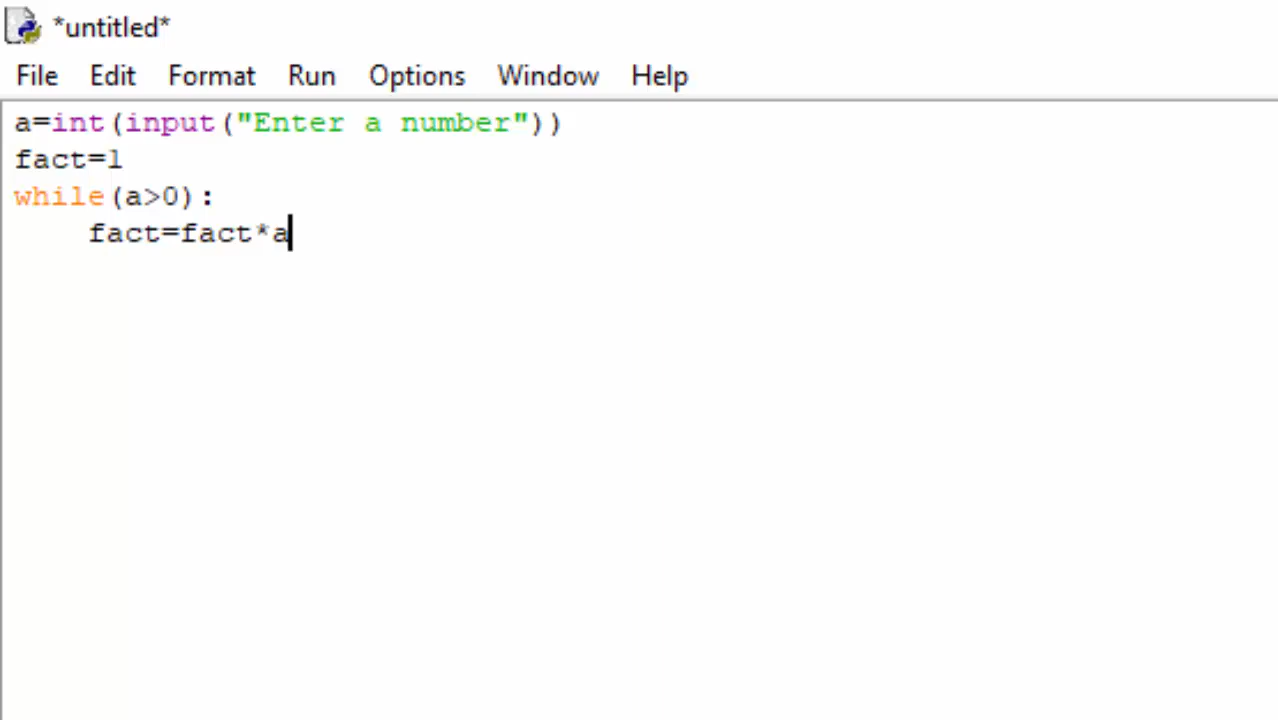 *untitled*
File Edit Format Run Options Window Help
a=int(input("Enter a number"))
fact=1
while(a>0):
    fact=fact*a